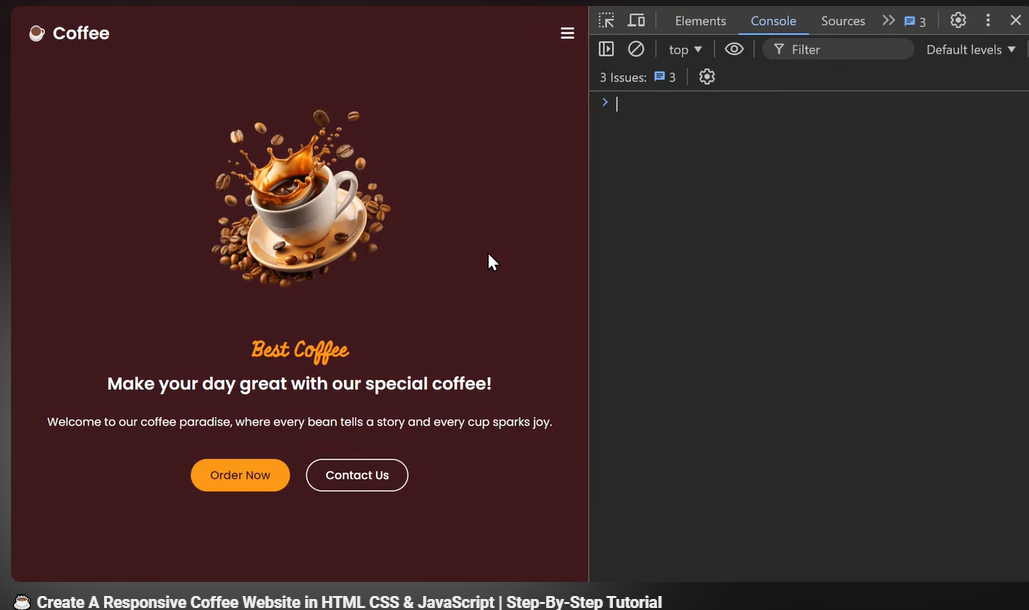 ☕ Coffee
Elements Console Sources 3
top Filter Default levels
3 Issues: 3
Best Coffee
Make your day great with our special coffee!
Welcome to our coffee paradise, where every bean tells a story and every cup sparks joy.
Order Now Contact Us
☕ Create A Responsive Coffee Website in HTML CSS & JavaScript | Step-By-Step Tutorial